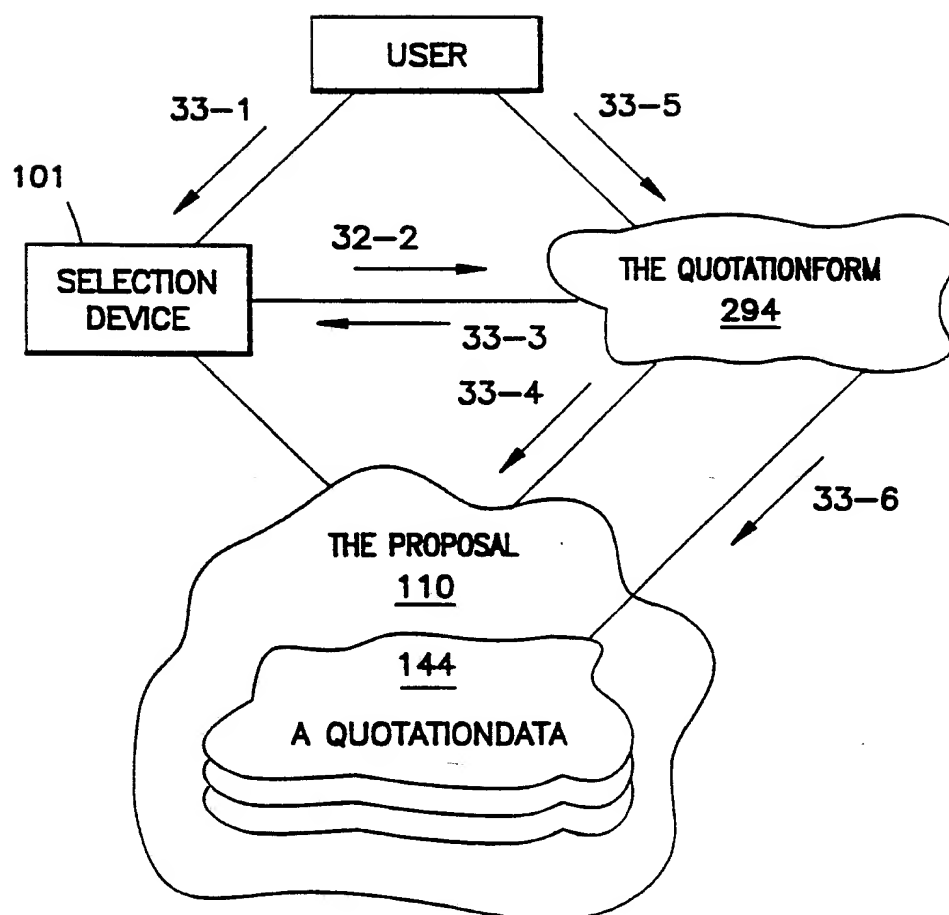 USER
33-1
33-5
101
32-2
SELECTION
DEVICE
THE QUOTATIONFORM
294
33-3
33-4
33-6
THE PROPOSAL
110
144
A QUOTATIONDATA